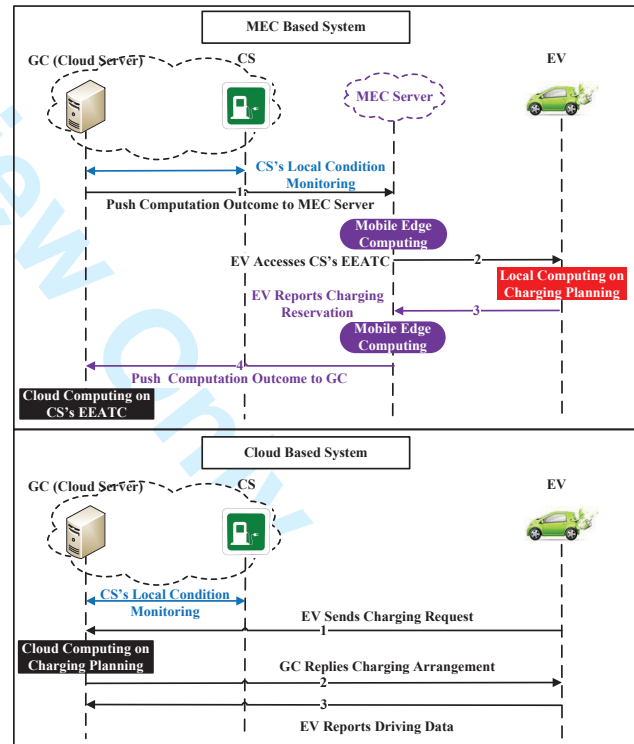 MEC Based System
GC (Cloud Server)
CS
EV
MEC Server
CS's Local Condition
Monitoring
1
Push Computation Outcome to MEC Server
Mobile Edge
Computing
EV Accesses CS's EEATC
2
Local Computing on
Charging Planning
EV Reports Charging
Reservation
3
Mobile Edge
Computing
4
Push Computation Outcome to GC
Cloud Computing on
CS's EEATC
Cloud Based System
GC (Cloud Server)
CS
EV
CS's Local Condition
Monitoring
EV Sends Charging Request
1
Cloud Computing on
Charging Planning
GC Replies Charging Arrangement
2
3
EV Reports Driving Data